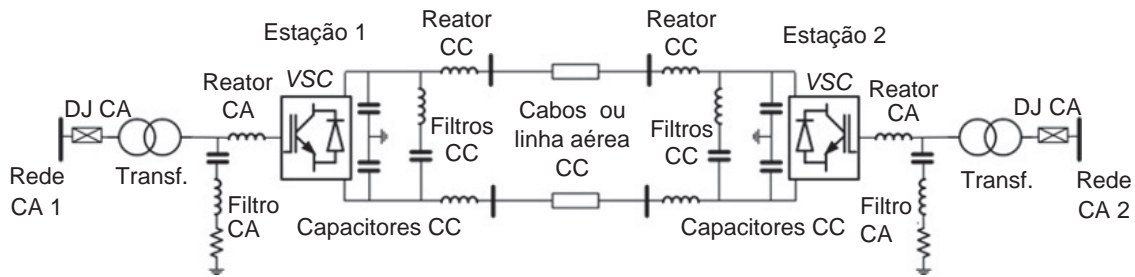 Estação 1
Reator
CC
Reator
CC
Estação 2
Reator
CA
VSC
VSC
Reator
CA
DJ CA
DJ CA
Cabos ou
linha aérea
CC
Filtros
CC
Filtros
CC
Rede
CA 1
Transf.
Filtro
CA
Capacitores CC
Capacitores CC
Filtro
CA
Transf.
Rede
CA 2